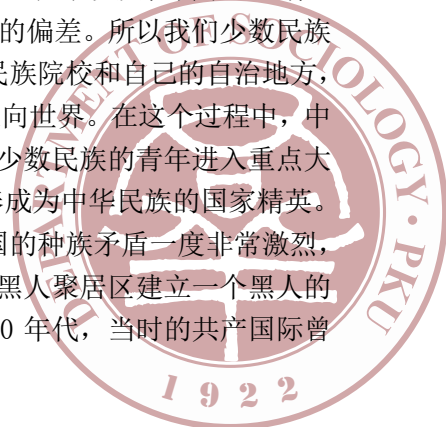 的偏差。所以我们少数民族
民族院校和自己的自治地方，
向世界。在这个过程中，中
少数民族的青年进入重点大
成为中华民族的国家精英。
国的种族矛盾一度非常激烈，
黑人聚居区建立一个黑人的
0 年代，当时的共产国际曾
DEPARTMENT OF SOCIOLOGY · PKU
1922